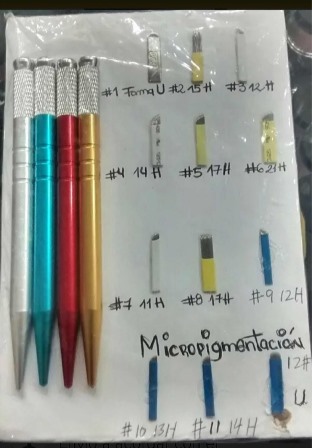 #1 Forma U #2 15H #3 12H
#4 14H #5 17H #6 21H
#7 11H #8 17H #-9 12H
Micropigmentación
12#
U
#10 13H #11 14H